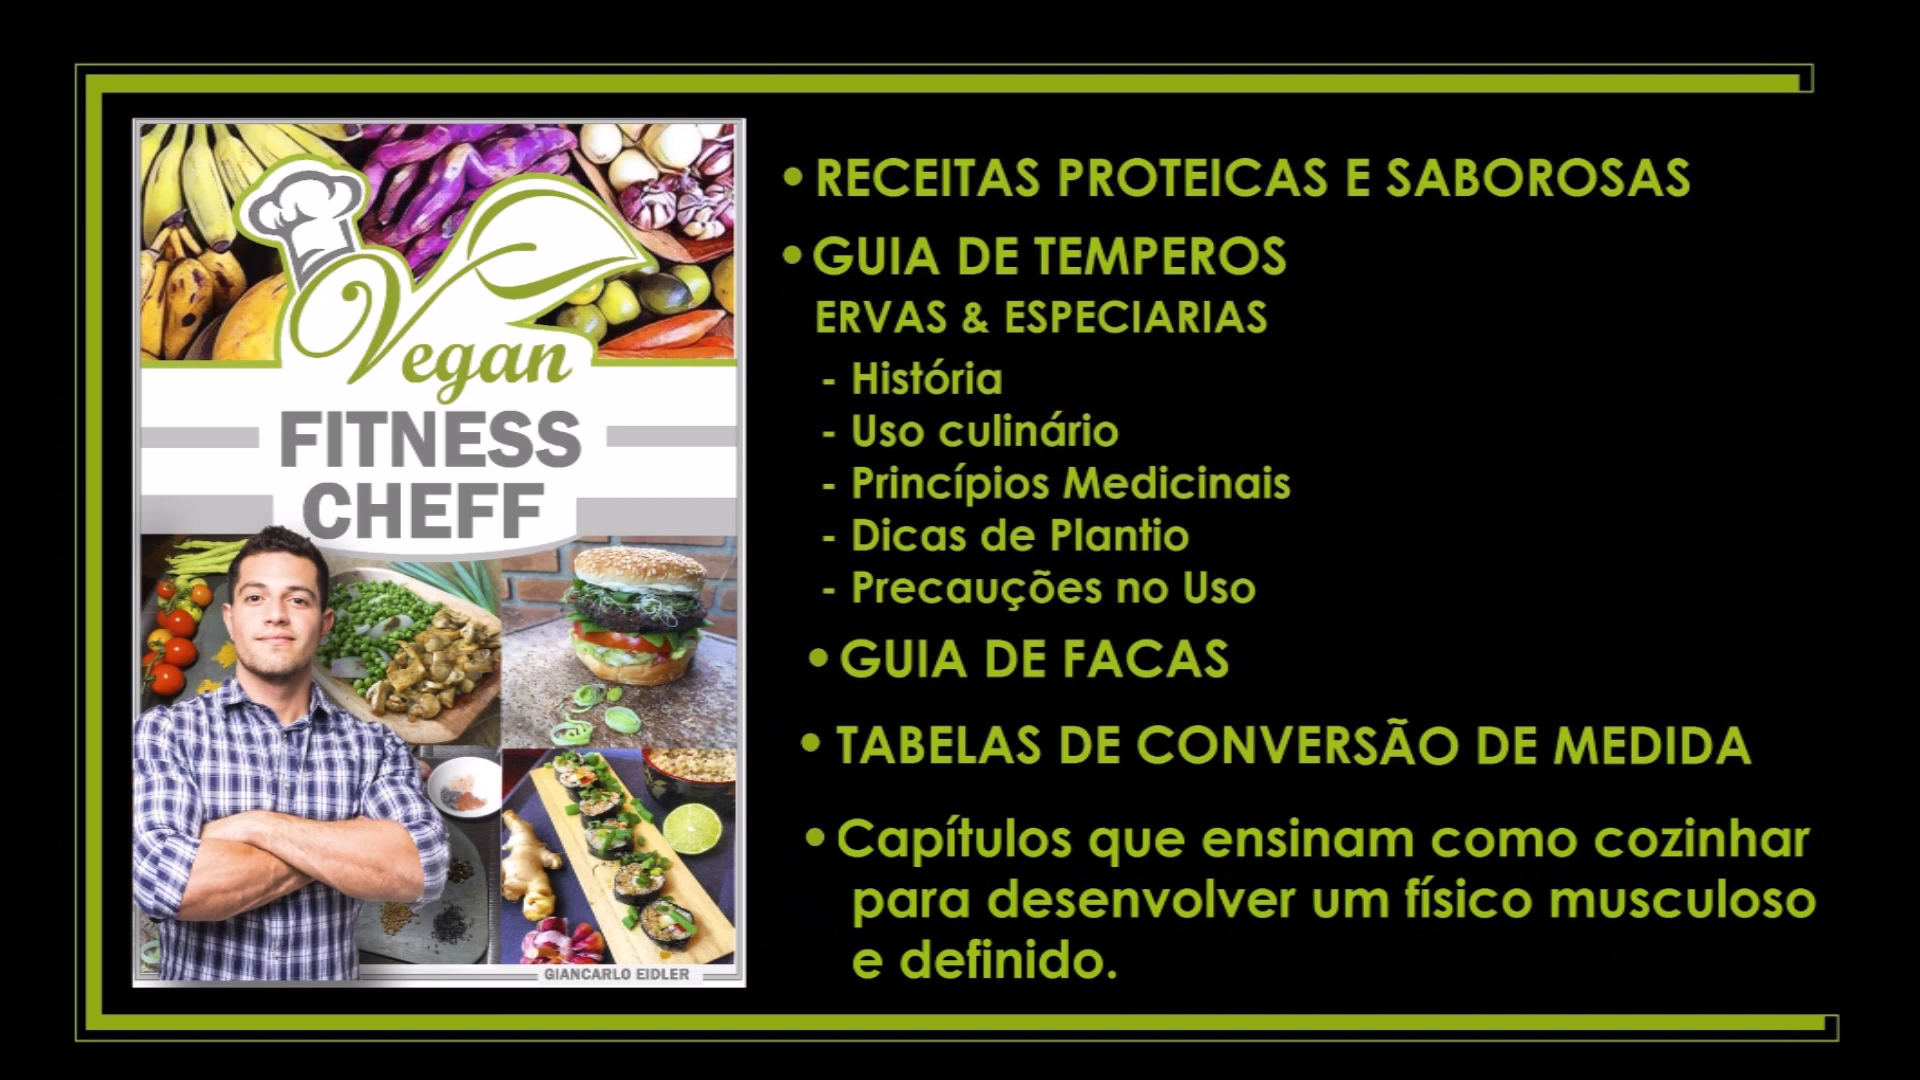 Vegan
FITNESS
CHEFF
GIANCARLO EIDLER
• RECEITAS PROTEICAS E SABOROSAS
• GUIA DE TEMPEROS
ERVAS & ESPECIARIAS
- História
- Uso culinário
- Princípios Medicinais
- Dicas de Plantio
- Precauções no Uso
• GUIA DE FACAS
• TABELAS DE CONVERSÃO DE MEDIDA
• Capítulos que ensinam como cozinhar
para desenvolver um físico musculoso
e definido.